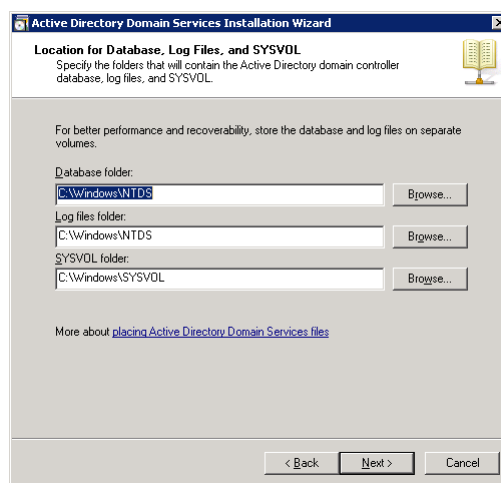 Active Directory Domain Services Installation Wizard
Location for Database, Log Files, and SYSVOL
Specify the folders that will contain the Active Directory domain controller
database, log files, and SYSVOL.
For better performance and recoverability, store the database and log files on separate
volumes.
Database folder:
C:\Windows\NTDS
Browse...
Log files folder:
C:\Windows\NTDS
Browse...
SYSVOL folder:
C:\Windows\SYSVOL
Browse...
More about placing Active Directory Domain Services files
< Back
Next >
Cancel